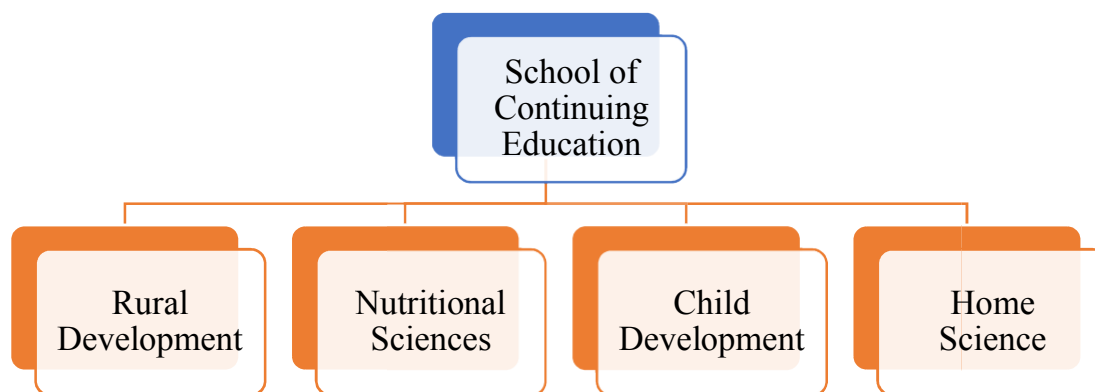 School of
Continuing
Education
Rural
Development
Nutritional
Sciences
Child
Development
Home
Science